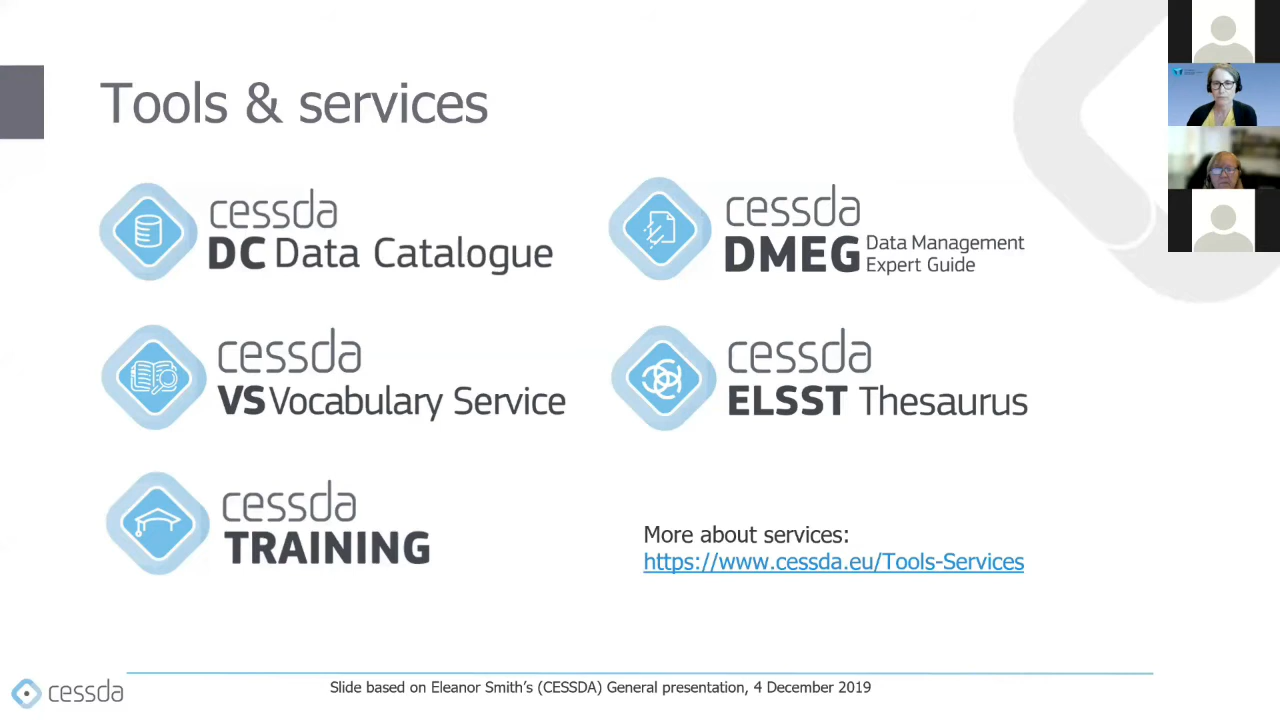 Tools & services
cessda
DC Data Catalogue
cessda
DMEG Data Management
Expert Guide
cessda
VS Vocabulary Service
cessda
ELSST Thesaurus
cessda
TRAINING
More about services:
https://www.cessda.eu/Tools-Services
cessda
Slide based on Eleanor Smith's (CESSDA) General presentation, 4 December 2019